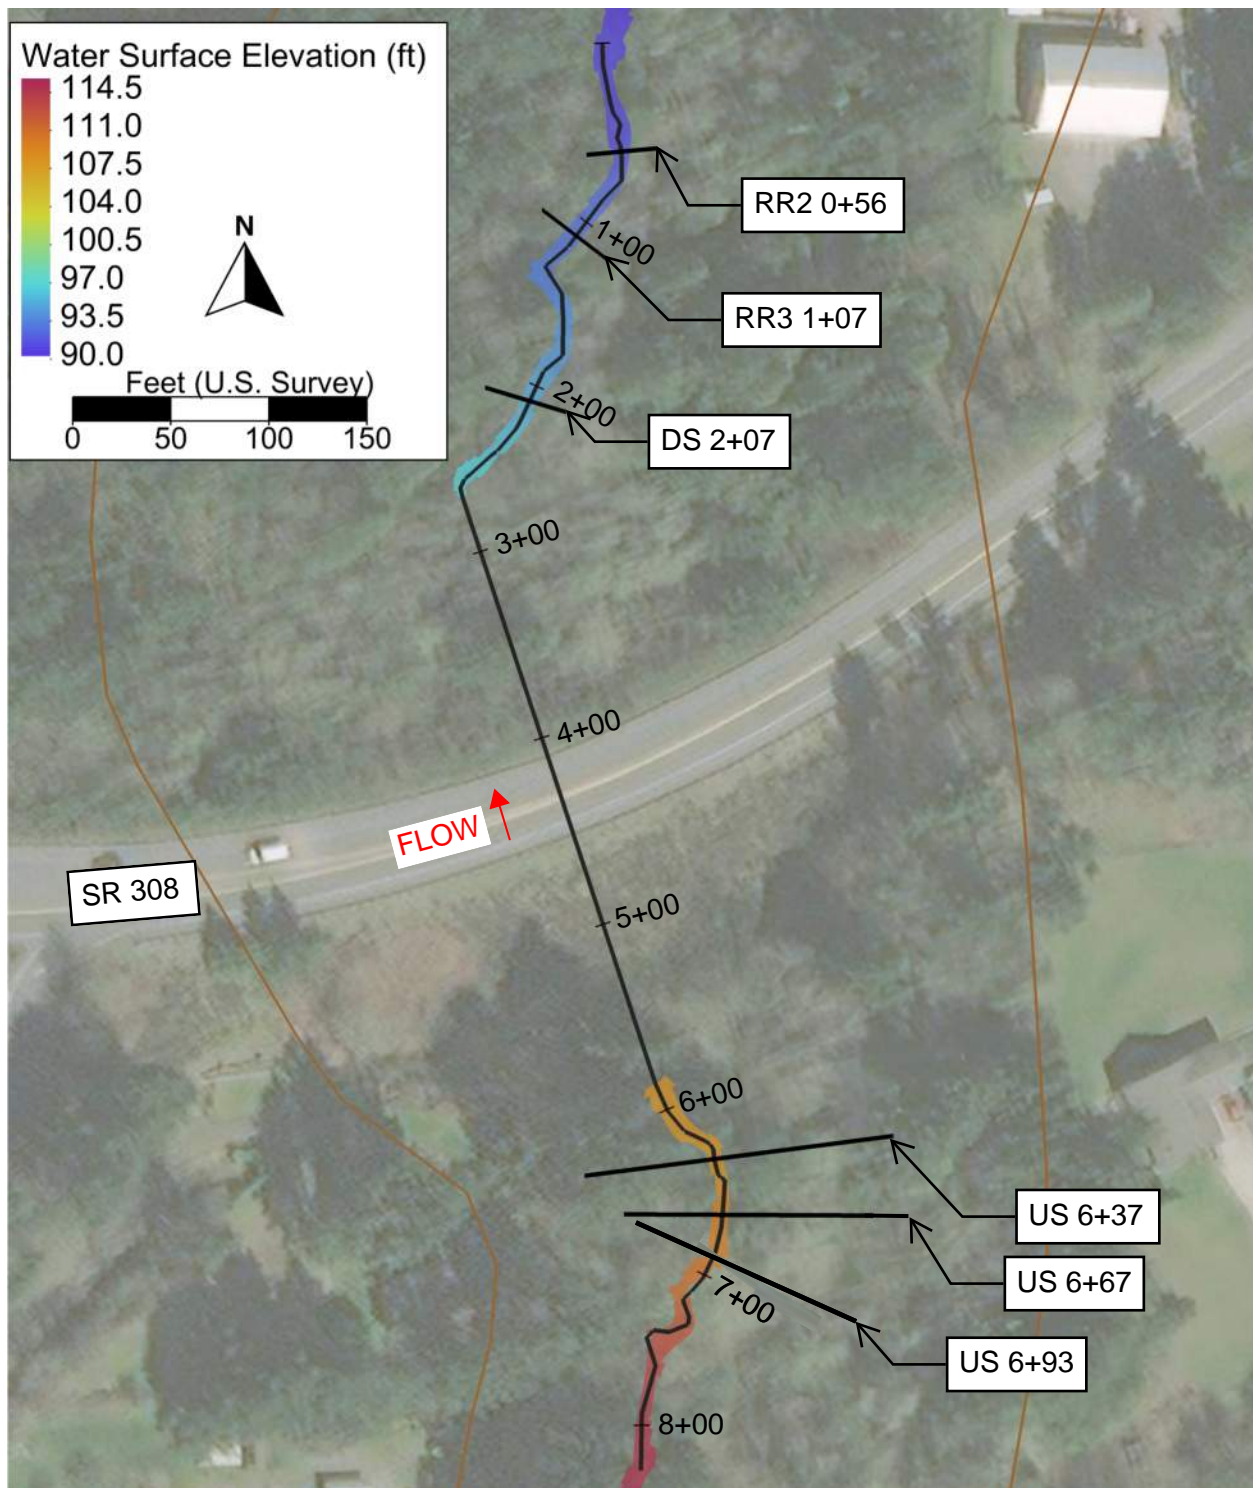 Water Surface Elevation (ft)
114.5
111.0
107.5
104.0
100.5
97.0
93.5
90.0
N
Feet (U.S. Survey)
0 50 100 150
RR2 0+56
1+00
RR3 1+07
2+00
DS 2+07
3+00
4+00
FLOW
SR 308
5+00
6+00
US 6+37
US 6+67
7+00
US 6+93
8+00